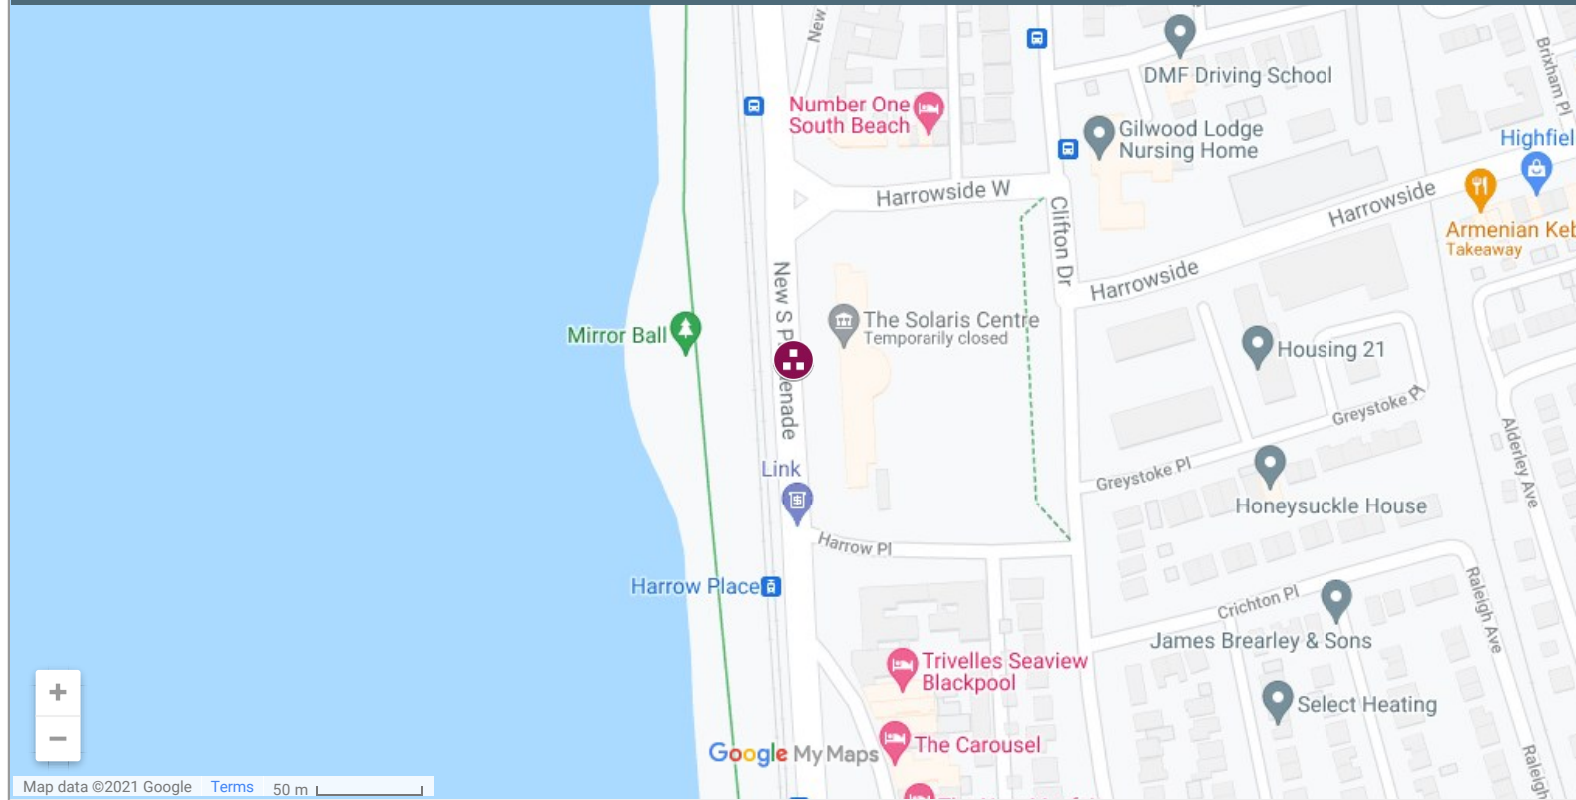 New
DMF Driving School
Brixham Pl
Number One
South Beach
Gilwood Lodge
Nursing Home
Highfiel
Harrowside W
Harrowside
Clifton Dr
Armenian Keb
Takeaway
Harrowside
New S P
enade
The Solaris Centre
Temporarily closed
Mirror Ball
Housing 21
Greystoke Pl
Alderley Ave
Link
Greystoke Pl
Honeysuckle House
Harrow Pl
Harrow Place
Crichton Pl
Raleigh Ave
James Brearley & Sons
Trivelles Seaview
Blackpool
Select Heating
The Carousel
Raleigh
Google My Maps
+
−
Map data ©2021 Google
Terms
50 m